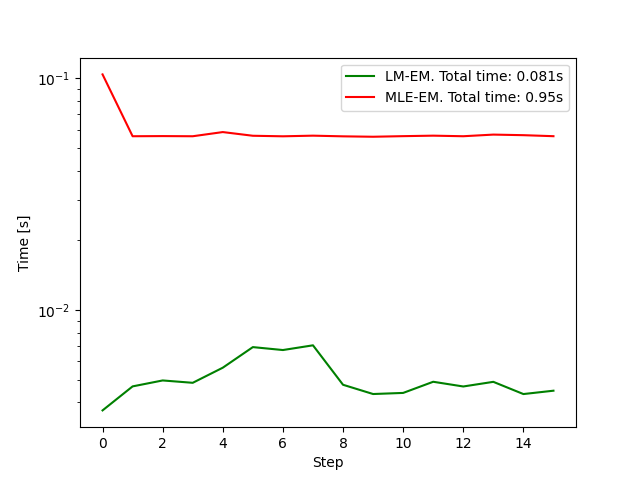 LM-EM. Total time: 0.081s
MLE-EM. Total time: 0.95s
10⁻¹
10⁻²
Time [s]
0 2 4 6 8 10 12 14
Step